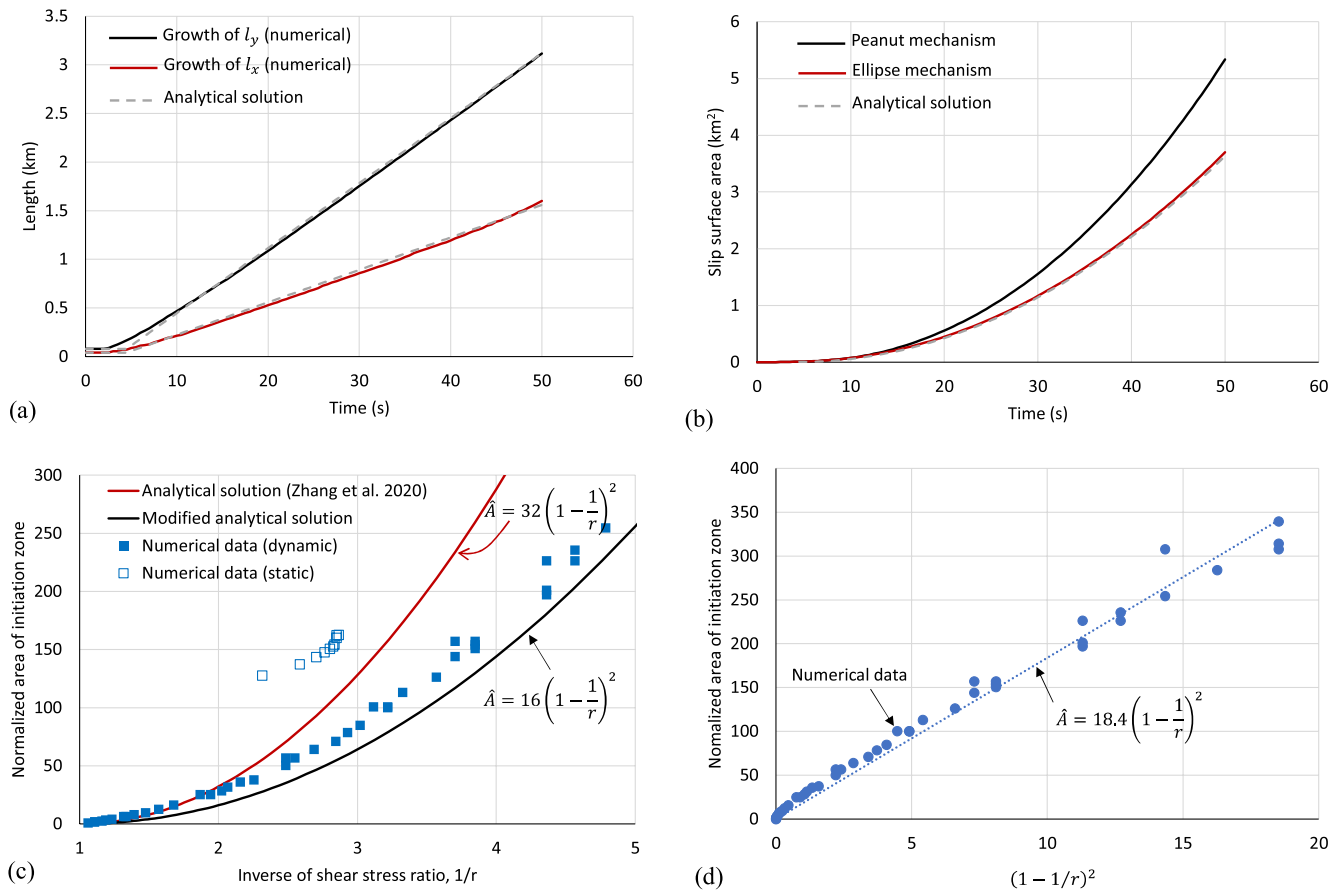 3.5
3
2.5
2
1.5
1
0.5
0
Length (km)
Growth of l_y (numerical)
Growth of l_x (numerical)
Analytical solution
0 10 20 30 40 50 60
Time (s)
(a)
6
5
4
3
2
1
0
Slip surface area (km²)
Peanut mechanism
Ellipse mechanism
Analytical solution
0 10 20 30 40 50 60
Time (s)
(b)
300
250
200
150
100
50
0
Normalized area of initiation zone
Analytical solution (Zhang et al. 2020)
Modified analytical solution
Numerical data (dynamic)
Numerical data (static)
Â = 32 (1 − 1/r)²
Â = 16 (1 − 1/r)²
1 2 3 4 5
Inverse of shear stress ratio, 1/r
(c)
400
350
300
250
200
150
100
50
0
Nomalized area of initiation zone
Numerical data
Â = 18.4 (1 − 1/r)²
0 5 10 15 20
(1 − 1/r)²
(d)